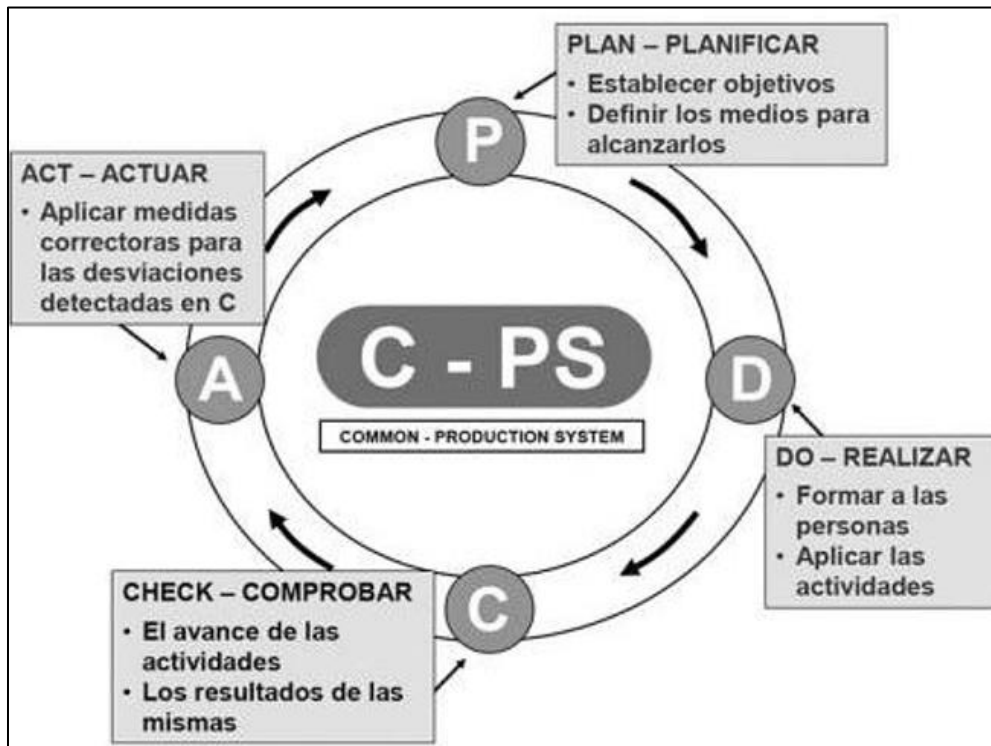 PLAN – PLANIFICAR
• Establecer objetivos
• Definir los medios para
alcanzarlos
P
ACT – ACTUAR
• Aplicar medidas
correctoras para
las desviaciones
detectadas en C
A
C - PS
COMMON - PRODUCTION SYSTEM
D
DO – REALIZAR
• Formar a las
personas
• Aplicar las
actividades
CHECK – COMPROBAR
• El avance de las
actividades
• Los resultados de las
mismas
C